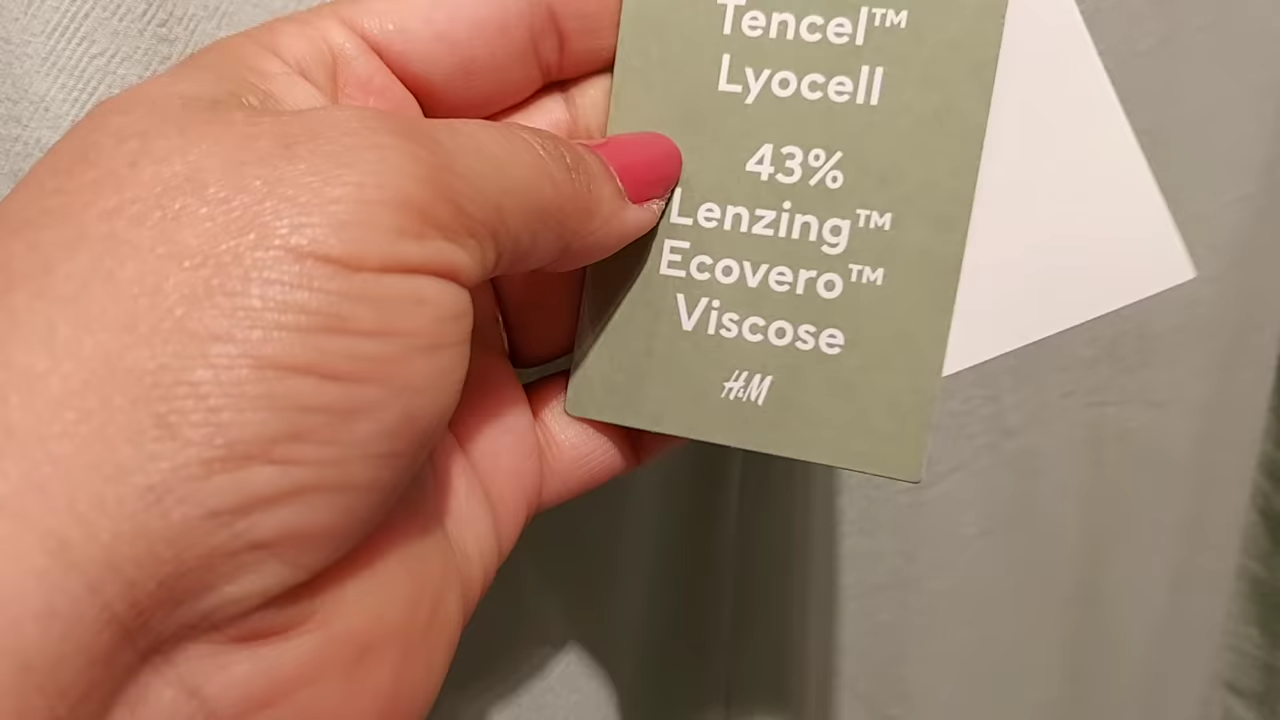 Tencel™
Lyocell
43%
Lenzing™
Ecovero™
Viscose
H&M